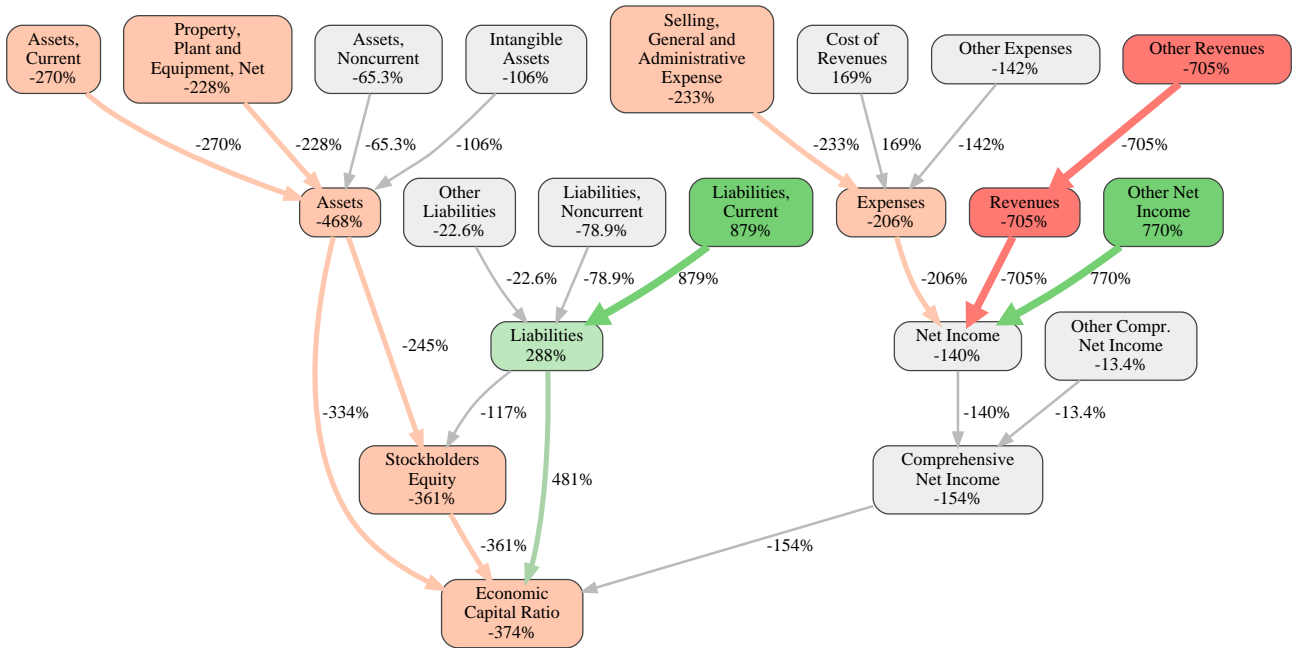 Assets,
Current
-270%
Property,
Plant and
Equipment, Net
-228%
Assets,
Noncurrent
-65.3%
Intangible
Assets
-106%
Selling,
General and
Administrative
Expense
-233%
Cost of
Revenues
169%
Other Expenses
-142%
Other Revenues
-705%
-270%
-228%
-65.3%
-106%
-233%
169%
-142%
-705%
Assets
-468%
Other
Liabilities
-22.6%
Liabilities,
Noncurrent
-78.9%
Liabilities,
Current
879%
Expenses
-206%
Revenues
-705%
Other Net
Income
770%
-22.6%
-78.9%
879%
-206%
-705%
770%
-245%
Liabilities
288%
Net Income
-140%
Other Compr.
Net Income
-13.4%
-334%
-117%
-140%
-13.4%
Stockholders
Equity
-361%
481%
Comprehensive
Net Income
-154%
-361%
-154%
Economic
Capital Ratio
-374%